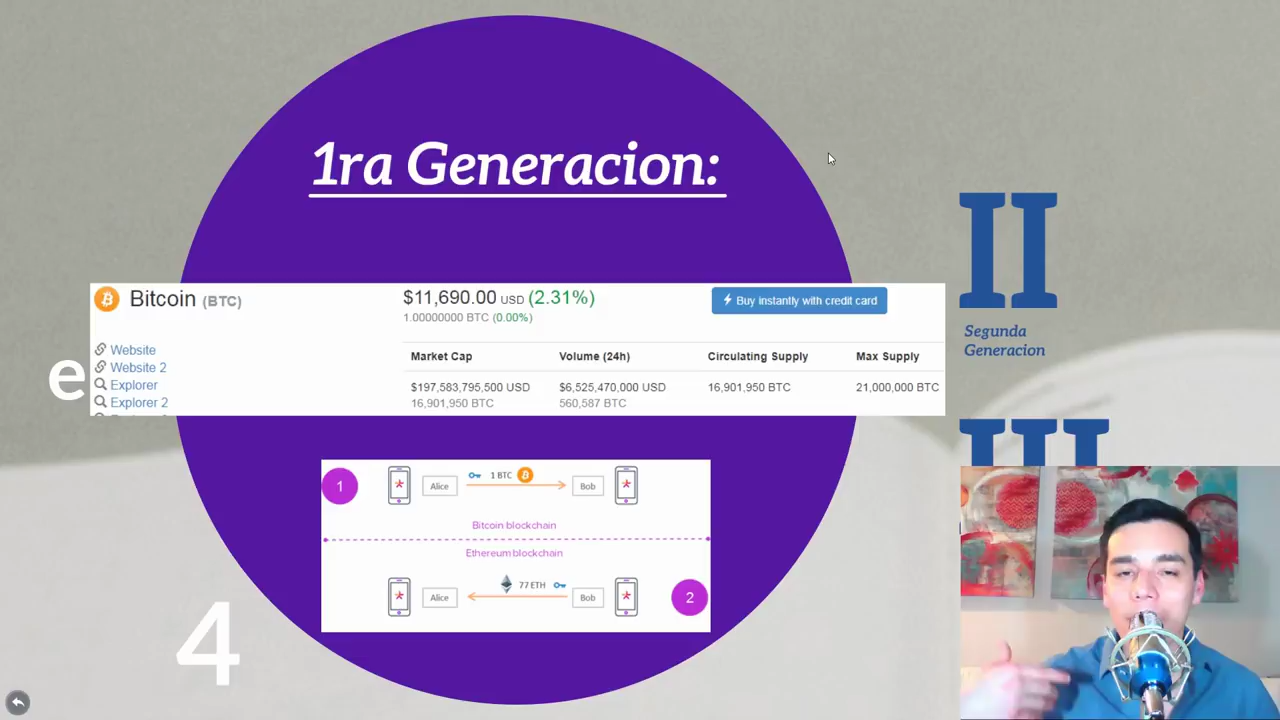 1ra Generacion:
II
Segunda
Generacion
III
e
4
Bitcoin (BTC)
$11,690.00 USD (2.31%)
1.00000000 BTC (0.00%)
Buy instantly with credit card
Website
Website 2
Explorer
Explorer 2
Market Cap Volume (24h) Circulating Supply Max Supply
$197,583,795,500 USD $6,525,470,000 USD 16,901,950 BTC 21,000,000 BTC
16,901,950 BTC 560,587 BTC
1 Alice 1 BTC Bob
Bitcoin blockchain
Ethereum blockchain
Alice 77 ETH Bob 2